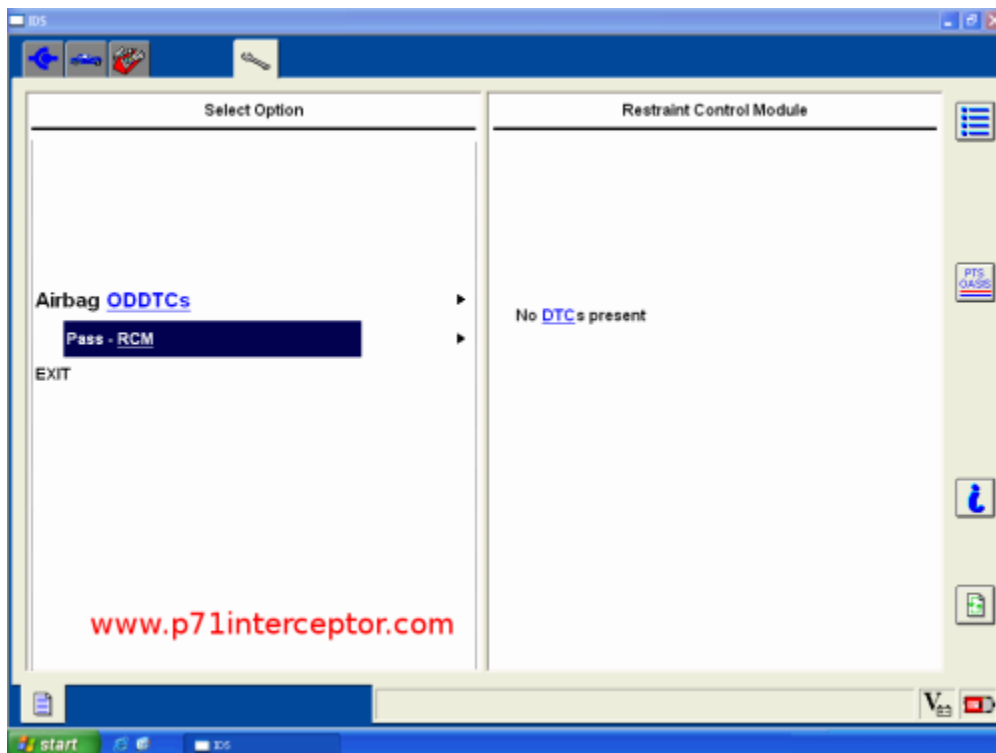 IDS
Select Option
Restraint Control Module
PTS
OASIS
Airbag ODDTCs
No DTCs present
Pass - RCM
EXIT
www.p71interceptor.com
V
start
IDS